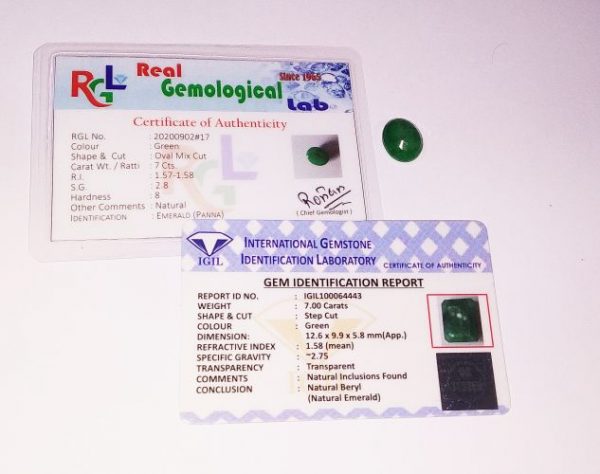 RGL Real Since 1965
Gemological
Lab
Certificate of Authenticity
RGL No. : 20200902#17
Colour : Green
Shape & Cut : Oval Mix Cut
Carat Wt. / Ratti : 7 Cts.
R.I. : 1.57-1.58
S.G. : 2.8
Hardness : 8
Other Comments : Natural
Identification : Emerald (Panna)
( Chief Gemologist )
IGIL
International Gemstone
Identification Laboratory
CERTIFICATE OF AUTHENTICITY
GEM IDENTIFICATION REPORT
REPORT ID NO. : IGIL100064443
WEIGHT : 7.00 Carats
SHAPE & CUT : Step Cut
COLOUR : Green
DIMENSION: : 12.6 x 9.9 x 5.8 mm(App.)
REFRACTIVE INDEX : 1.58 (mean)
SPECIFIC GRAVITY : ~2.75
TRANSPARENCY : Transparent
COMMENTS : Natural Inclusions Found
CONCLUSION : Natural Beryl
(Natural Emerald)